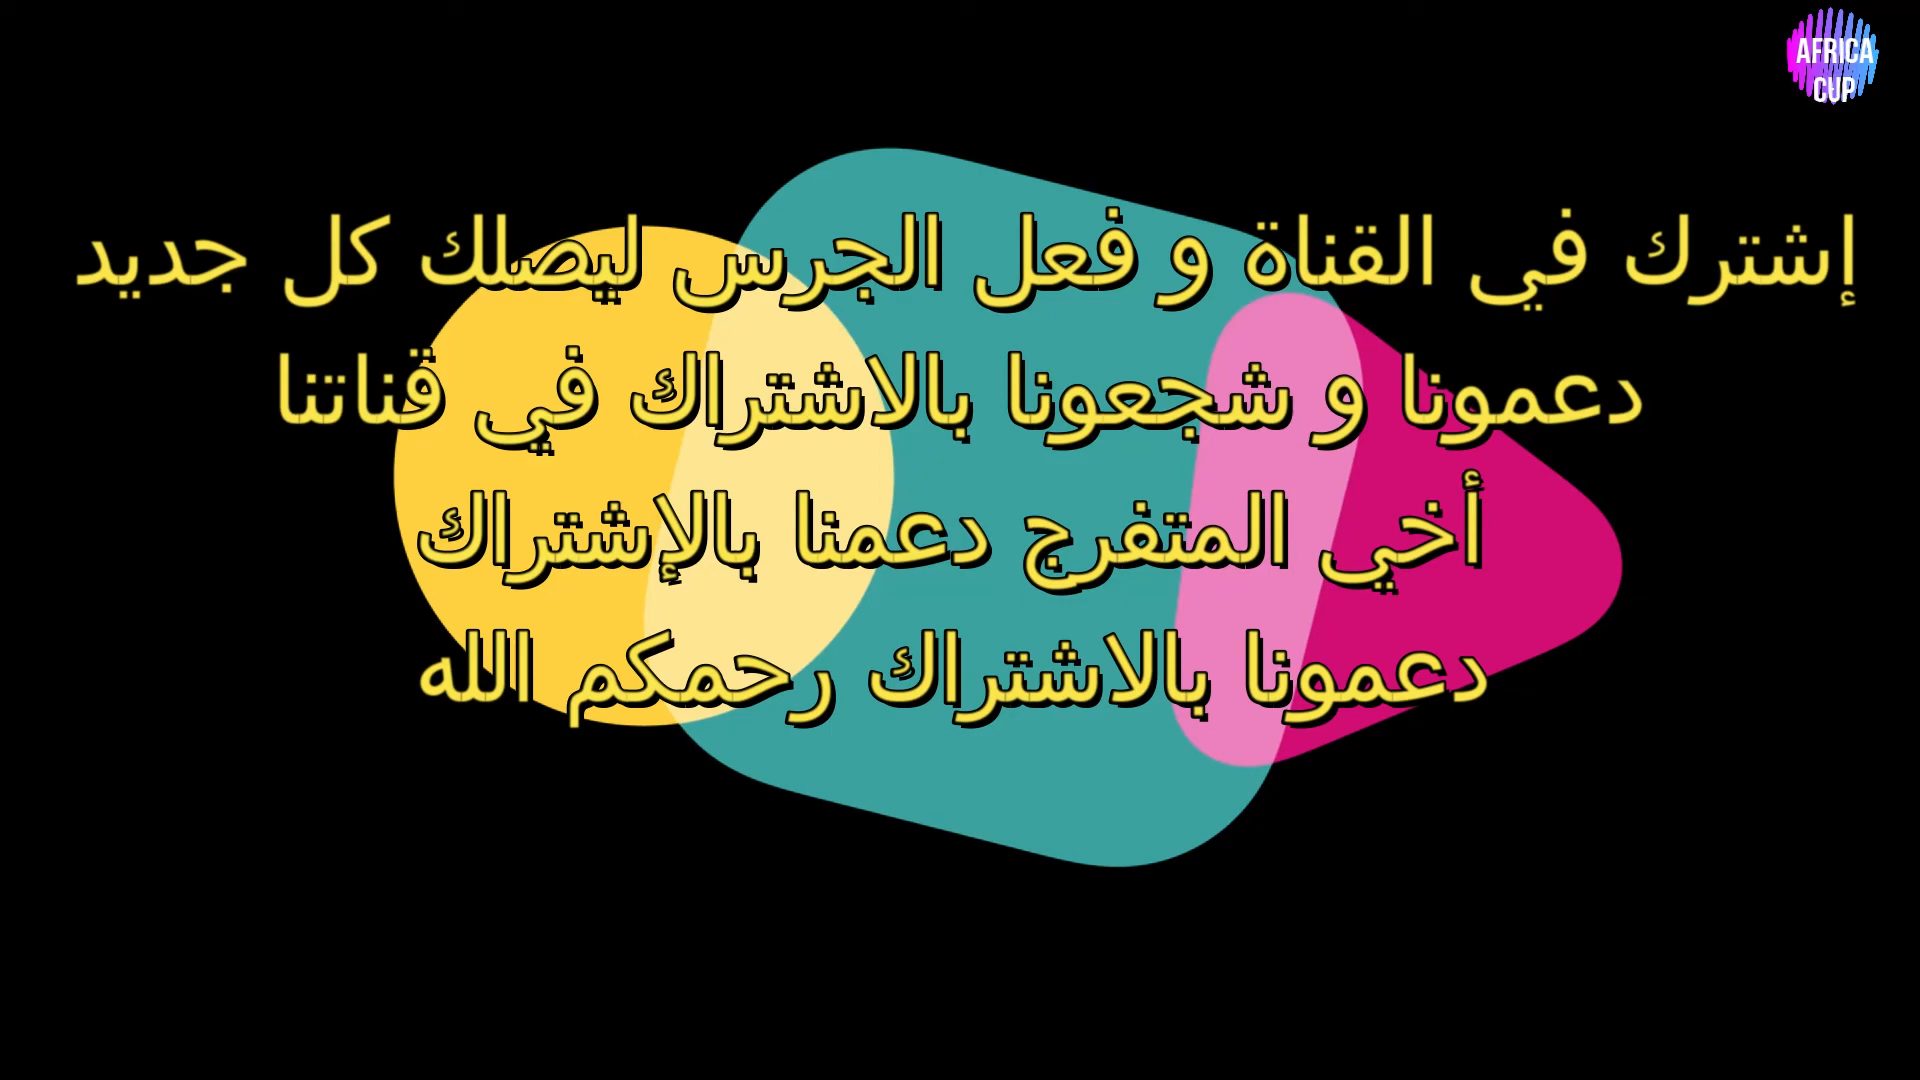 AFRICA
CUP
إشترك في القناة و فعل الجرس ليصلك كل جديد
دعمونا و شجعونا بالاشتراك في قناتنا
أخي المتفرج دعمنا بالإشتراك
دعمونا بالاشتراك رحمكم الله